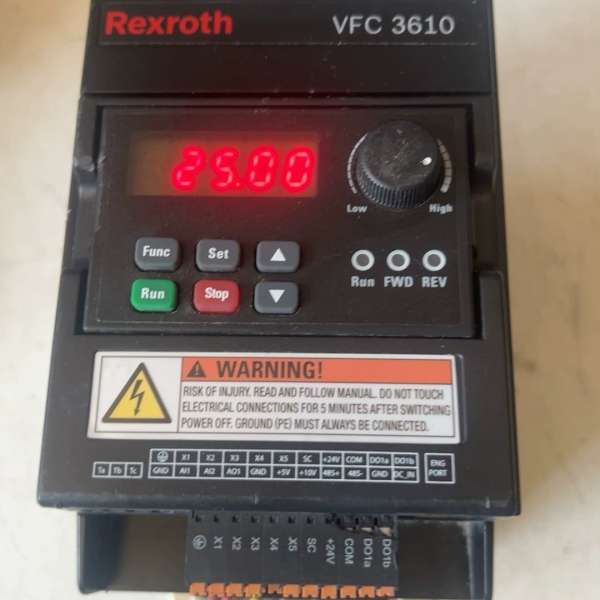 Rexroth VFC 3610
25.00
Low High
Func Set
Run Stop
Run FWD REV
WARNING!
RISK OF INJURY. READ AND FOLLOW MANUAL. DO NOT TOUCH
ELECTRICAL CONNECTIONS FOR 5 MINUTES AFTER SWITCHING
POWER OFF. GROUND (PE) MUST ALWAYS BE CONNECTED.
X1 X2 X3 X4 X5 SC +24V COM DO1a DO1b ENG
Ta Tb Tc GND AI1 AI2 AO1 GND +5V +10V 485+ 485- GND DC_IN PORT
X1 X2 X3 X4 X5 SC +24V COM DO1a DO1b